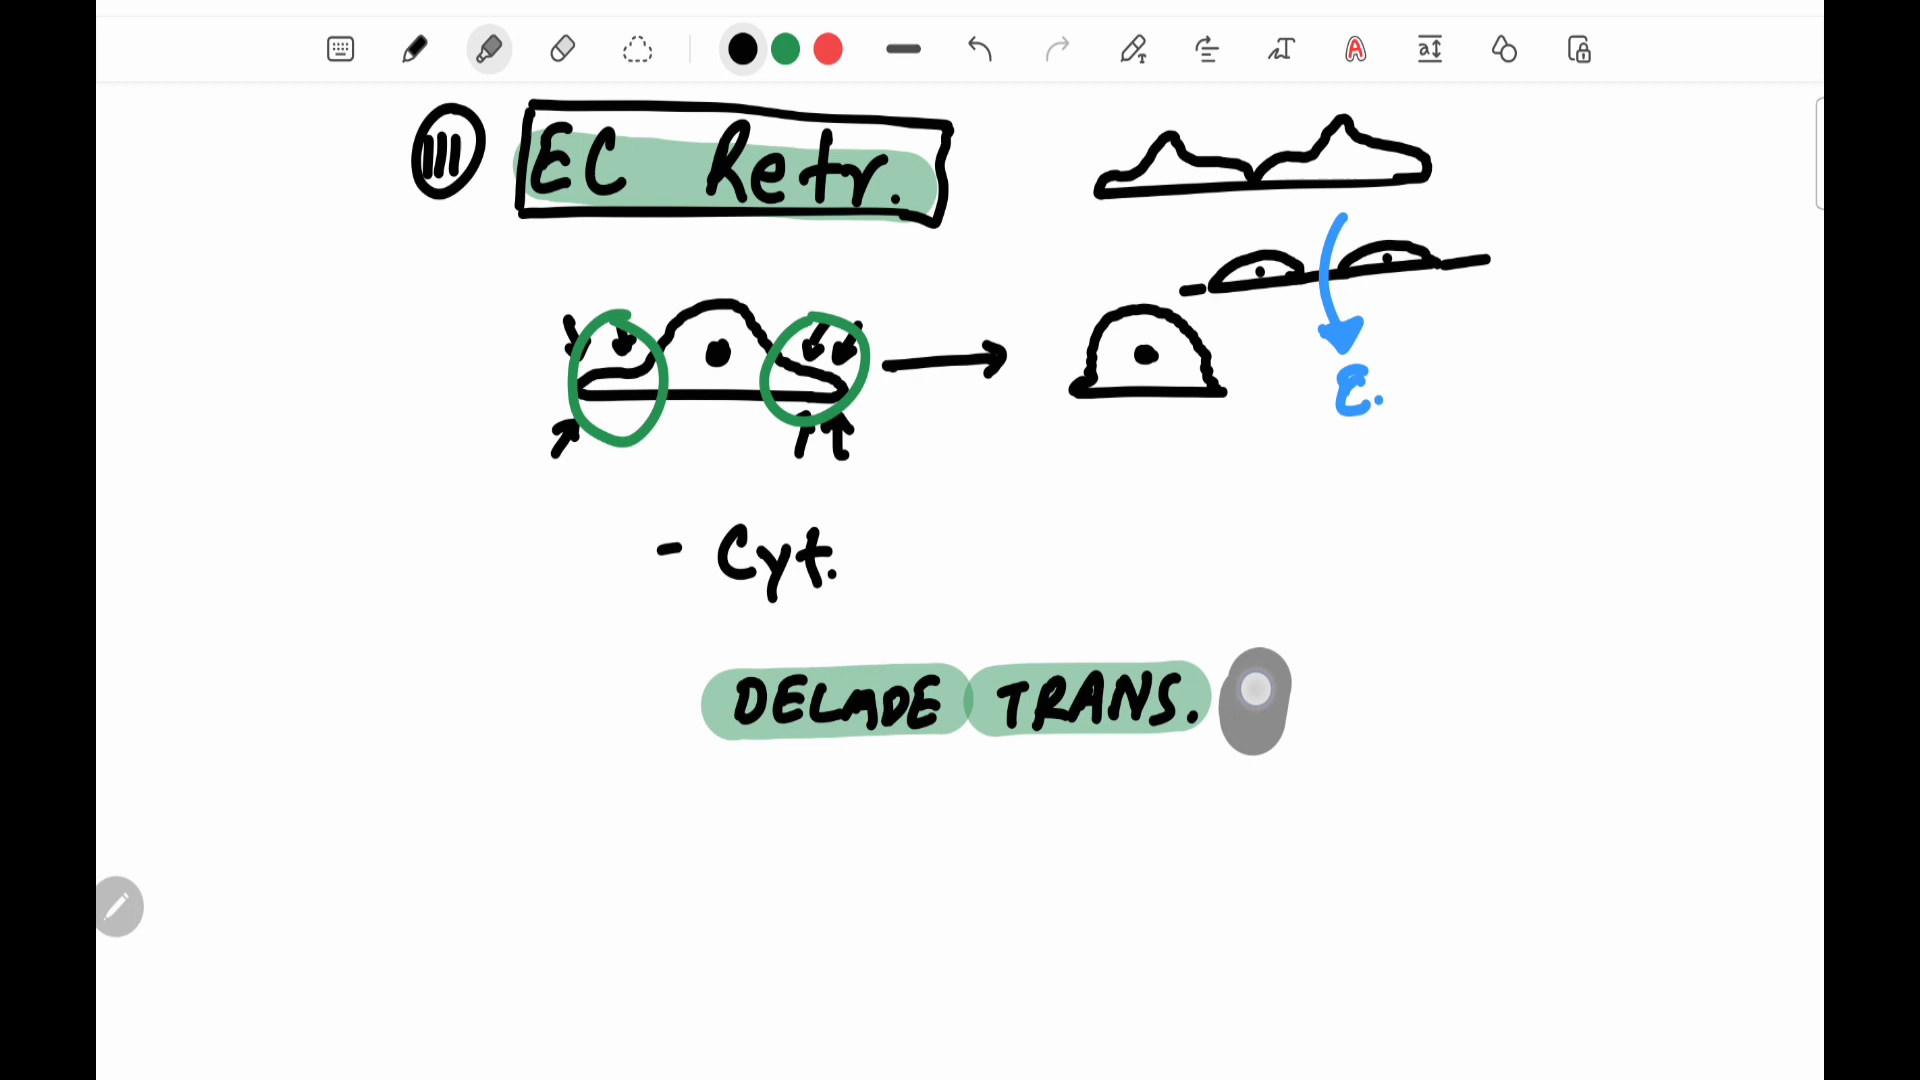 III EC Retr.
E.
- Cyt.
DELADE TRANS.